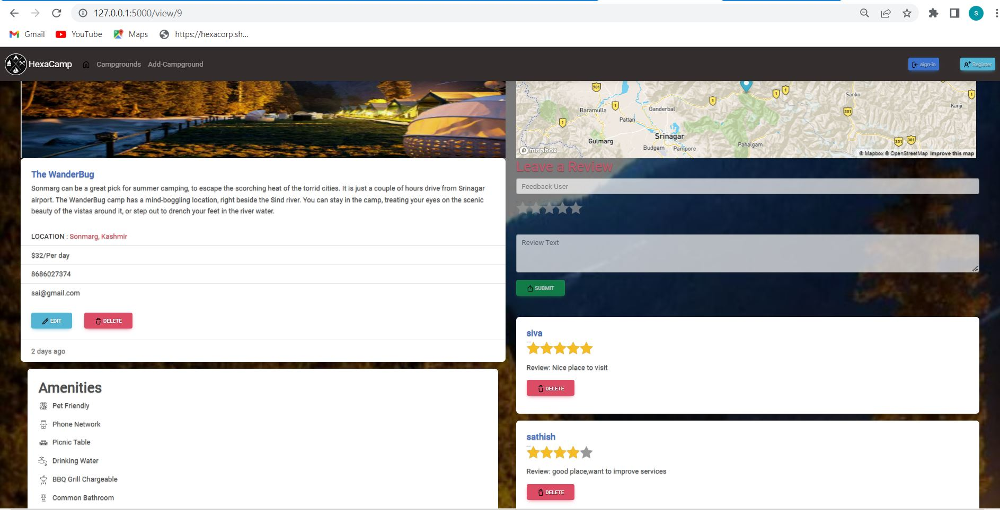 127.0.0.1:5000/view/9
S
Gmail
YouTube
Maps
https://hexacorp.sh...
HexaCamp
Campgrounds
Add-Campground
sign-in
Register
701
1
1
1
1
1
1
301
301
301
Baramulla
Pattan
Ganderbal
Sanko
Kanji
Gulmarg
Srinagar
Budgam
Pampore
Pahalgam
mapbox
© Mapbox © OpenStreetMap Improve this map
The WanderBug
Sonmarg can be a great pick for summer camping, to escape the scorching heat of the torrid cities. It is just a couple of hours drive from Srinagar
airport. The WanderBug camp has a mind-boggling location, right beside the Sind river. You can stay in the camp, treating your eyes on the scenic
beauty of the vistas around it, or step out to drench your feet in the river water.
LOCATION : Sonmarg, Kashmir
$32/Per day
8686027374
sai@gmail.com
EDIT
DELETE
2 days ago
Amenities
Pet Friendly
Phone Network
Picnic Table
Drinking Water
BBQ Grill Chargeable
Common Bathroom
Leave a Review
Feedback User
Review Text
SUBMIT
siva
Review: Nice place to visit
DELETE
sathish
Review: good place,want to improve services
DELETE